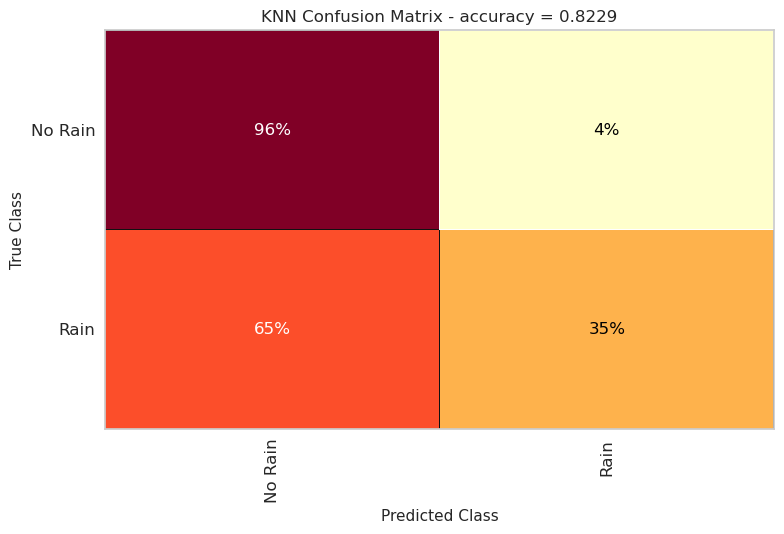 KNN Confusion Matrix - accuracy = 0.8229
True Class
No Rain
96%
4%
Rain
65%
35%
No Rain
Rain
Predicted Class